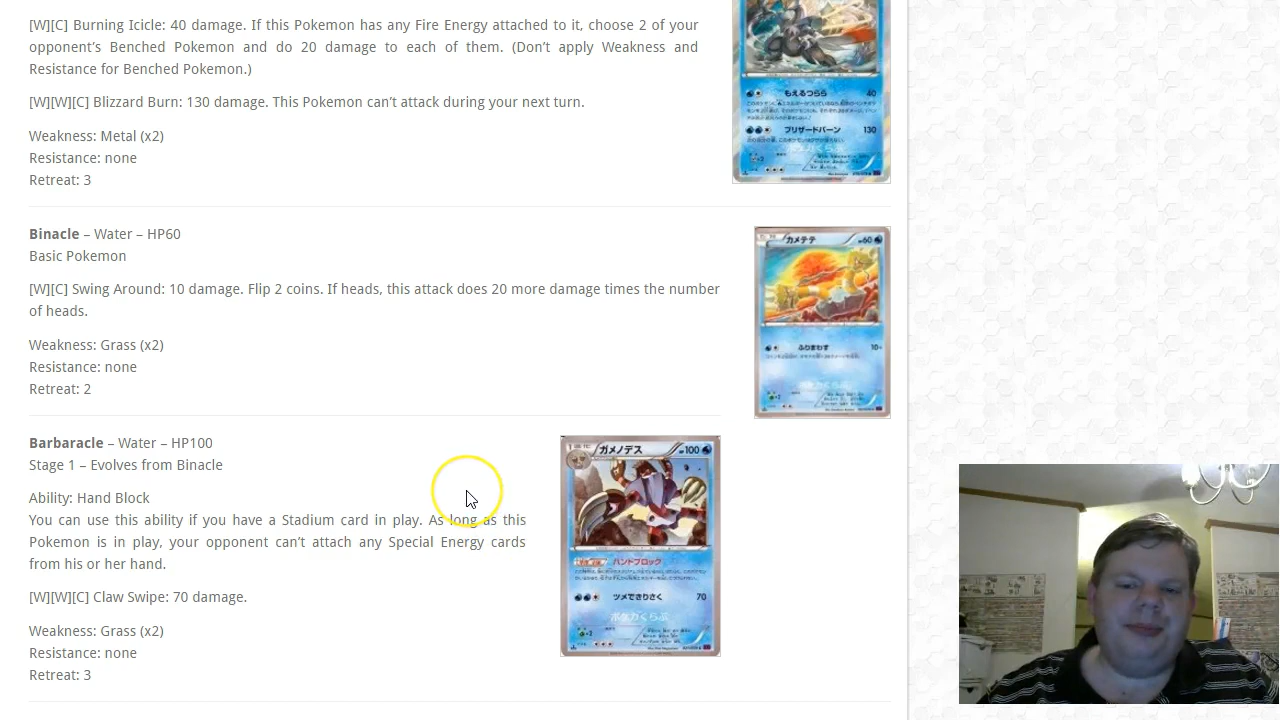 [W][C] Burning Icicle: 40 damage. If this Pokemon has any Fire Energy attached to it, choose 2 of your
opponent's Benched Pokemon and do 20 damage to each of them. (Don't apply Weakness and
Resistance for Benched Pokemon.)
[W][W][C] Blizzard Burn: 130 damage. This Pokemon can't attack during your next turn.
Weakness: Metal (x2)
Resistance: none
Retreat: 3
もえるつらら 40
ブリザードバーン 130
Binacle – Water – HP60
Basic Pokemon
[W][C] Swing Around: 10 damage. Flip 2 coins. If heads, this attack does 20 more damage times the number
of heads.
Weakness: Grass (x2)
Resistance: none
Retreat: 2
カメテテ 60
ふりまわす 10+
Barbaracle – Water – HP100
Stage 1 – Evolves from Binacle
Ability: Hand Block
You can use this ability if you have a Stadium card in play. As long as this
Pokemon is in play, your opponent can't attach any Special Energy cards
from his or her hand.
[W][W][C] Claw Swipe: 70 damage.
Weakness: Grass (x2)
Resistance: none
Retreat: 3
ガメノデス 100
ハンドブロック
ツメできりさく 70
ポケカくらぶ